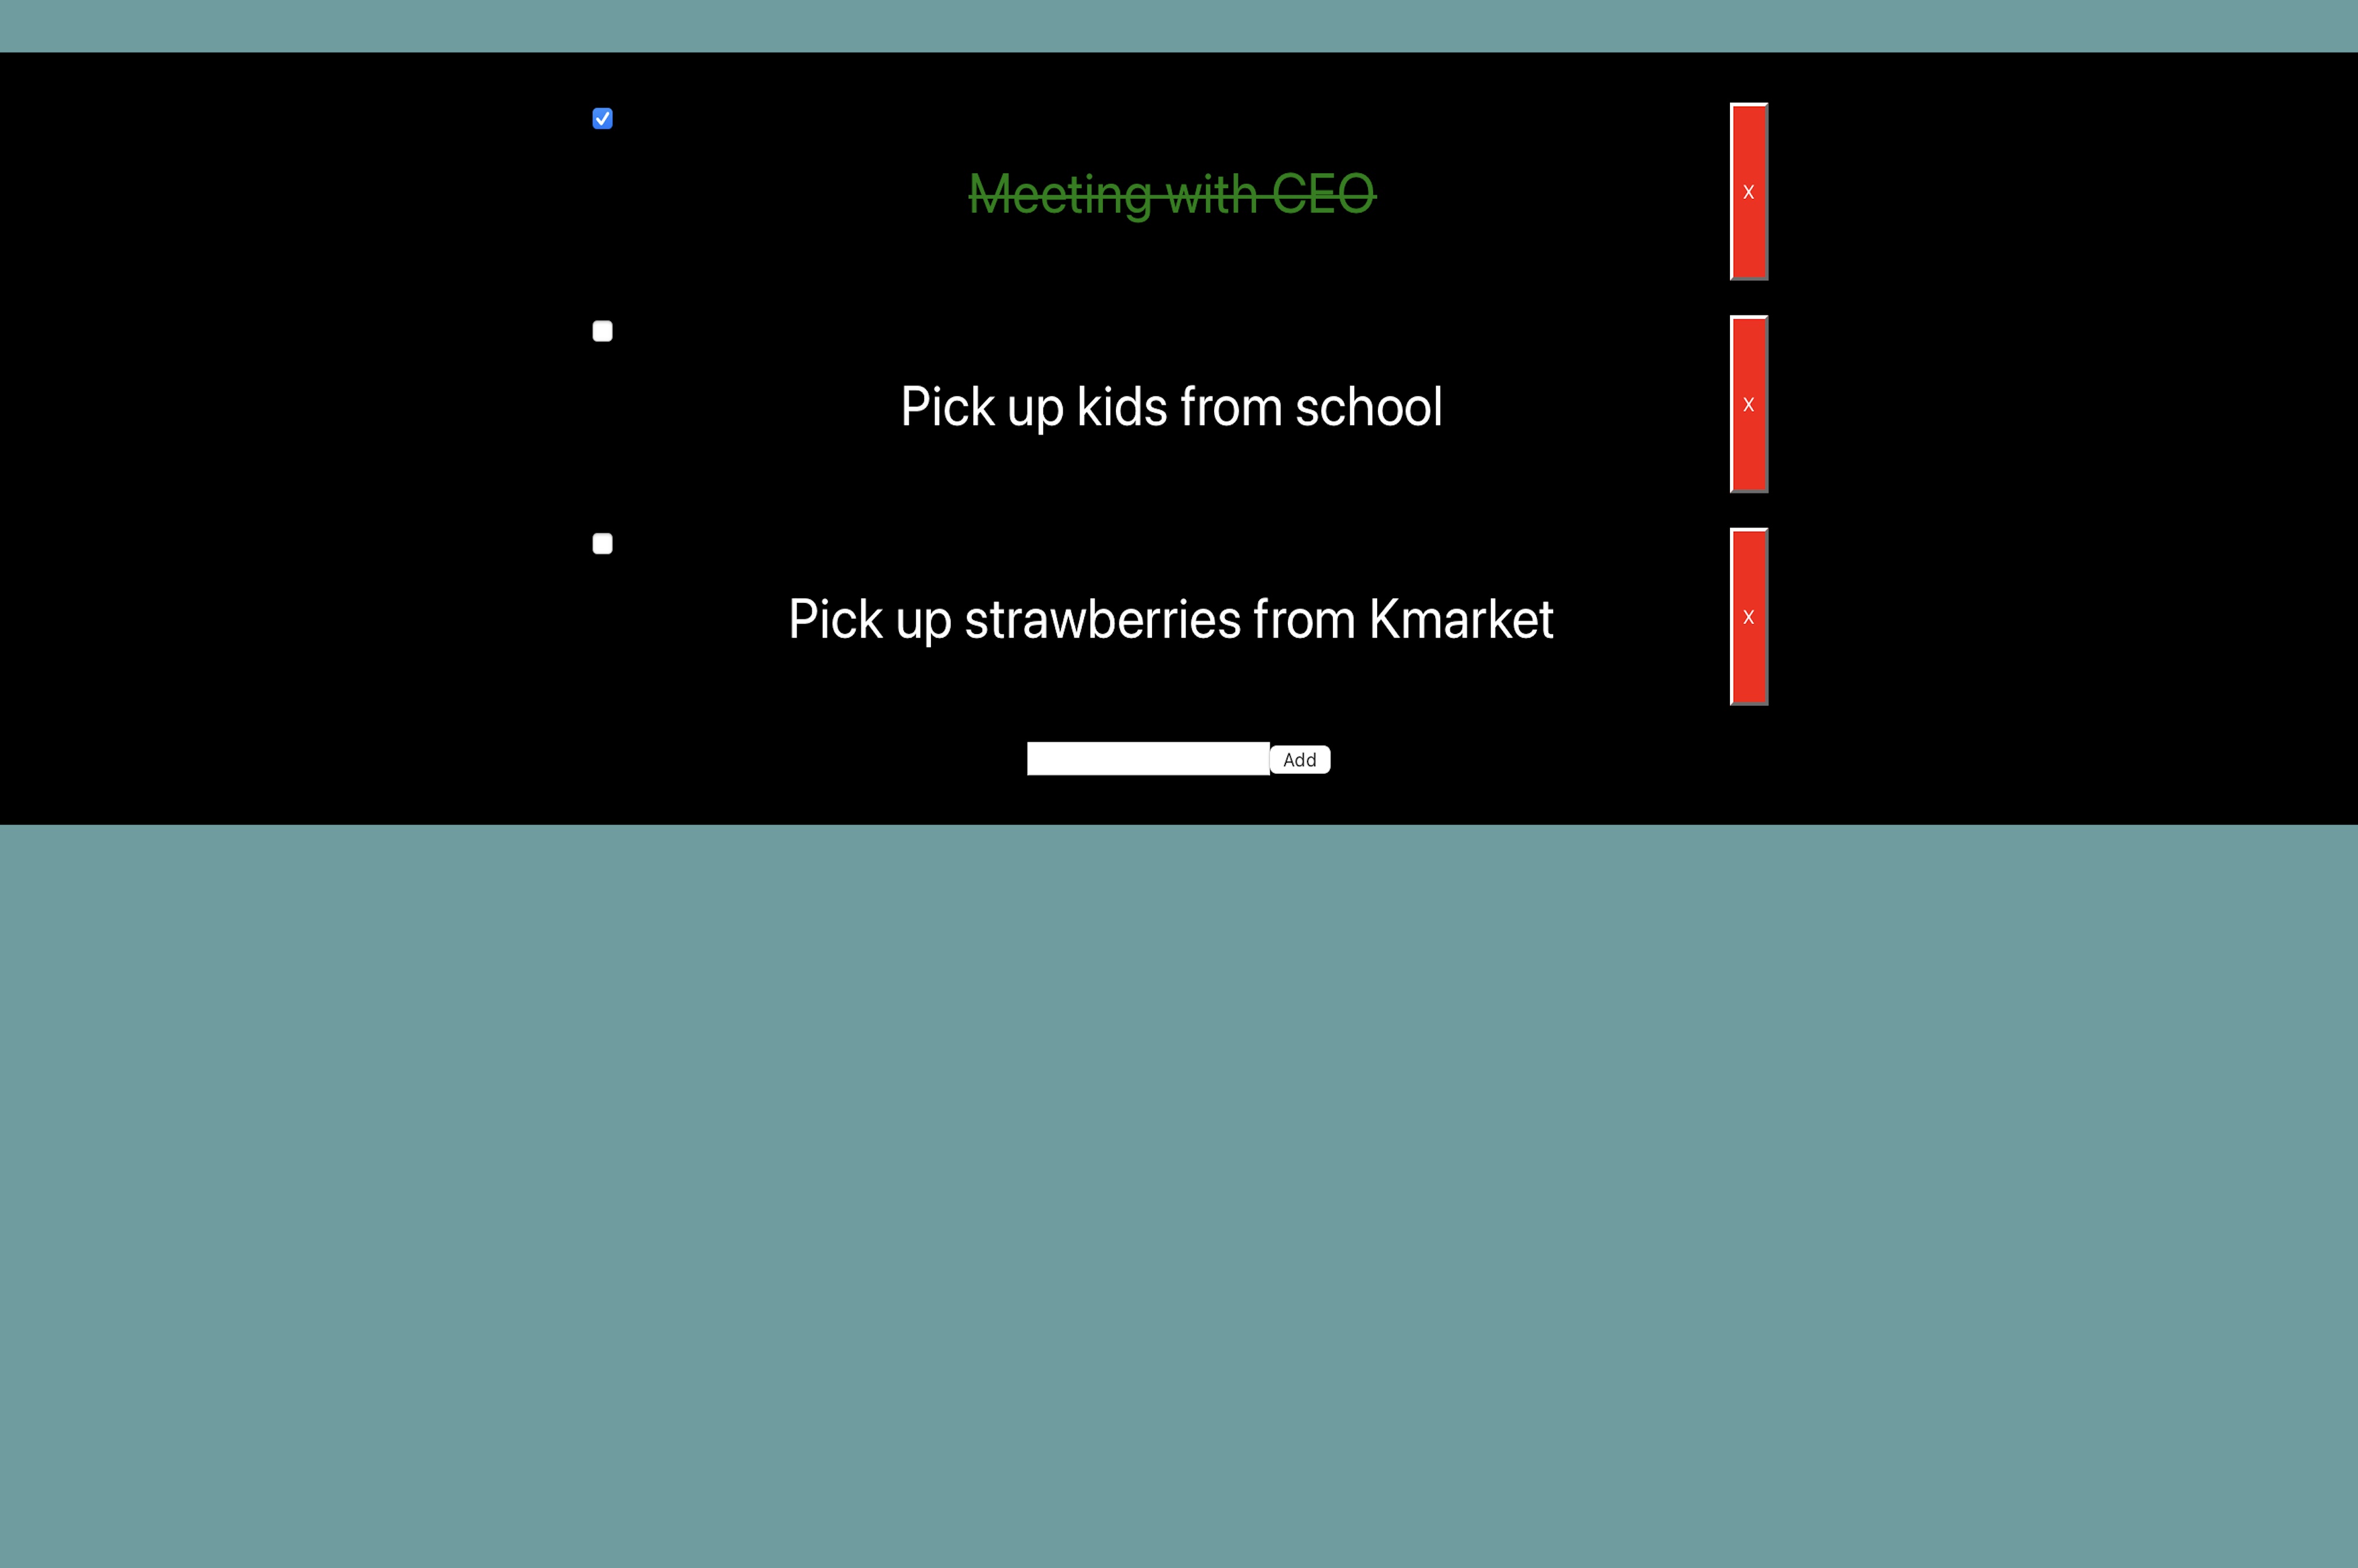 Meeting with CEO
X
Pick up kids from school
X
Pick up strawberries from Kmarket
X
Add